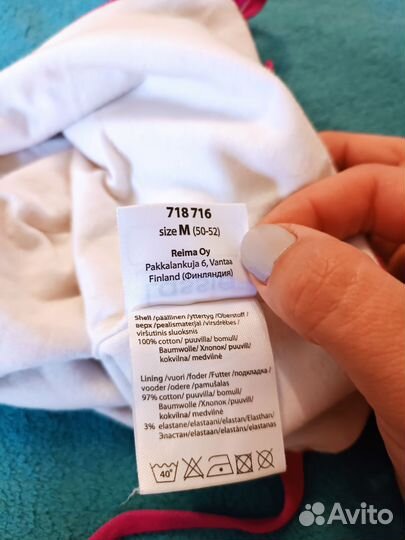 718 716
size M (50-52)
Reima Oy
Pakkalankuja 6, Vantaa
Finland (Финляндия)
Shell /päällinen /yttertyg /Oberstoff /
верх /pealismaterjal /virsdrēbes/
viršutinis sluoksnis
100% cotton/ puuvilla/ bomull/
Baumwolle/ Хлопок/ puuvill/
kokvilna/ medvilnė
Lining /vuori /foder /Futter /подкладка /
vooder /odere /pamušalas
97% cotton/ puuvilla/ bomull/
Baumwolle/ Хлопок/ puuvill/
kokvilna/ medvilnė
3% elastane/elastaani/elastan/Elasthan/
Эластан/elastaan/elastāns/elastanas
40°
Avito